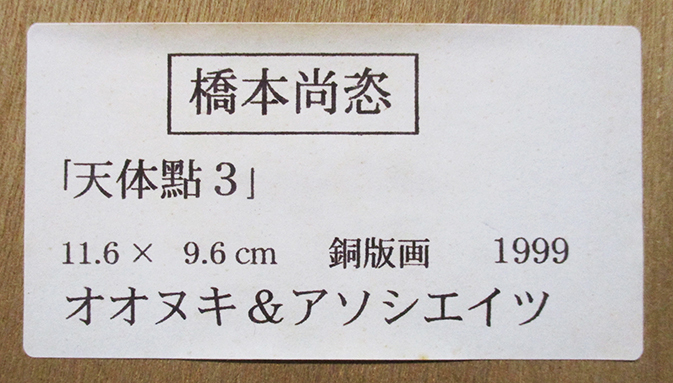 橋本尚恣
「天体點3」
11.6 × 9.6 cm 銅版画 1999
オオヌキ&アソシエイツ